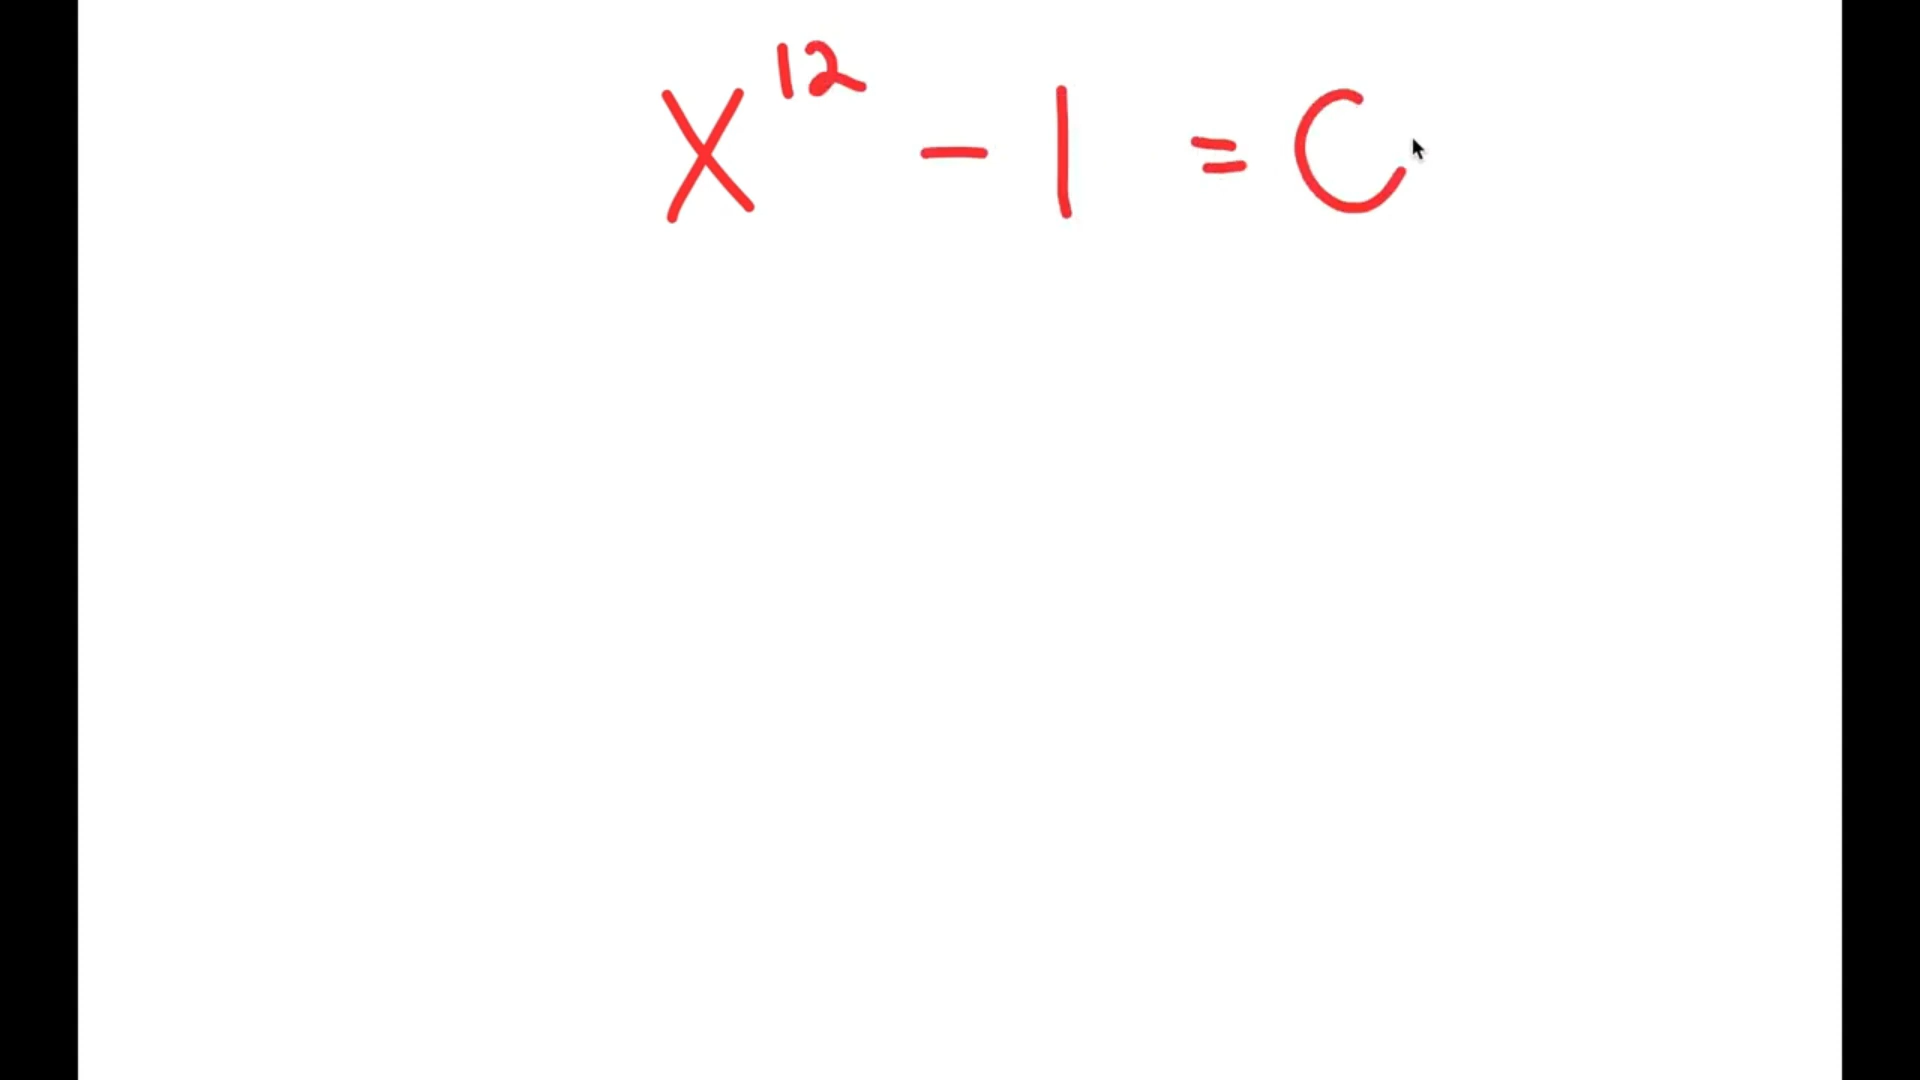 x¹² - 1 = C